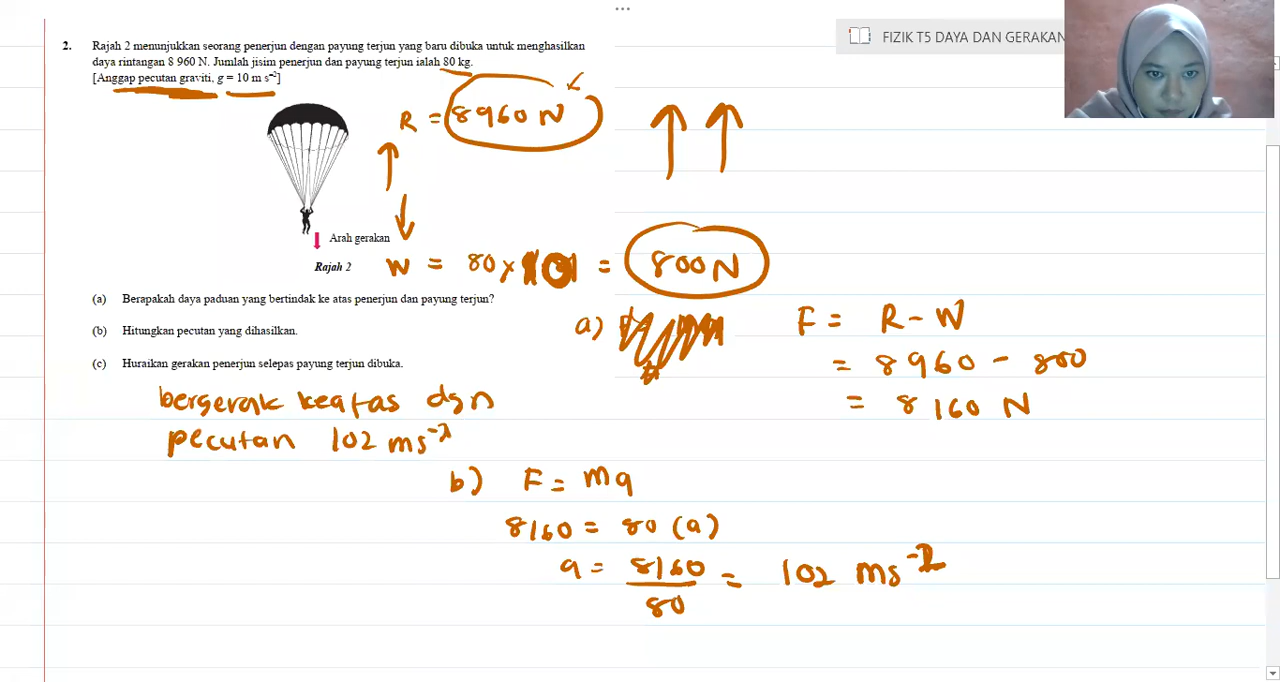 FIZIK T5 DAYA DAN GERAKAN
2. Rajah 2 menunjukkan seorang penerjun dengan payung terjun yang baru dibuka untuk menghasilkan
daya rintangan 8 960 N. Jumlah jisim penerjun dan payung terjun ialah 80 kg.
[Anggap pecutan graviti, g = 10 m s⁻²]
R = 8960 N
Arah gerakan
Rajah 2
W = 80 × 10 = 800 N
(a) Berapakah daya paduan yang bertindak ke atas penerjun dan payung terjun?
(b) Hitungkan pecutan yang dihasilkan.
(c) Huraikan gerakan penerjun selepas payung terjun dibuka.
bergerak keatas dgn
pecutan 102 ms⁻²
a)
F = R − W
= 8960 − 800
= 8160 N
b) F = ma
8160 = 80 (a)
a = 8160/80 = 102 ms⁻²